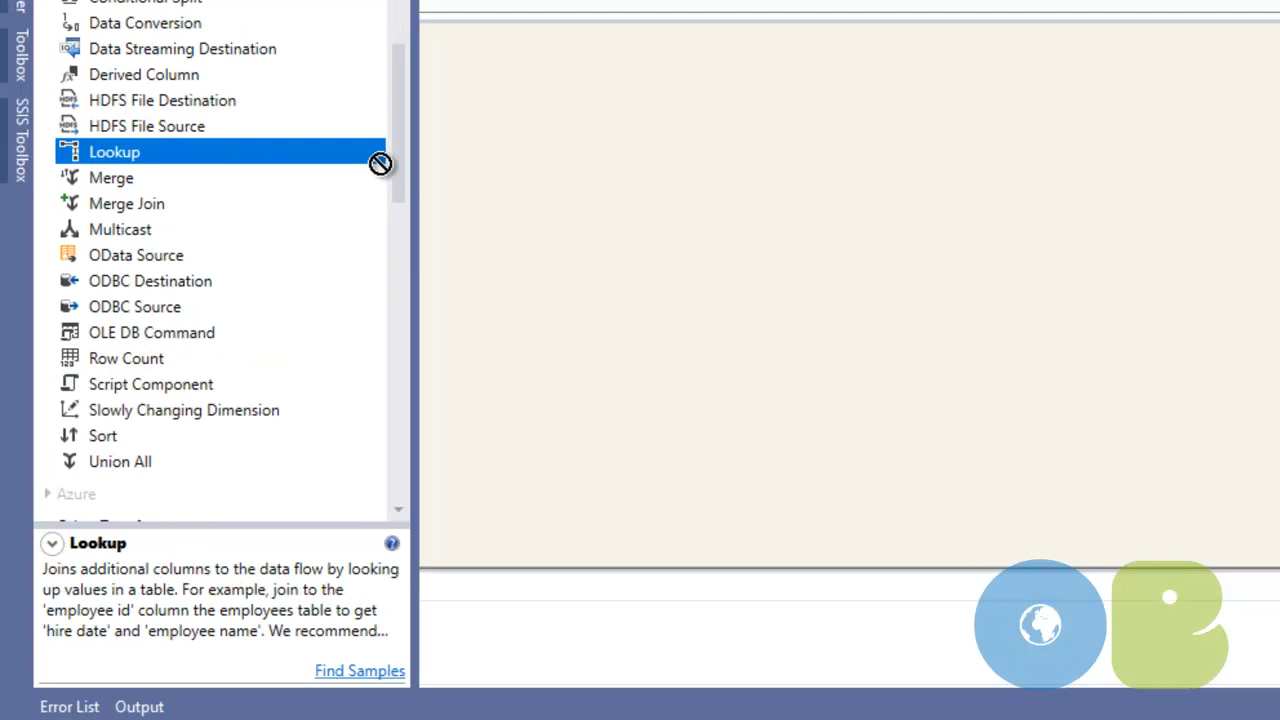 er
Toolbox
SSIS Toolbox
Conditional Split
Data Conversion
Data Streaming Destination
Derived Column
HDFS File Destination
HDFS File Source
Lookup
Merge
Merge Join
Multicast
OData Source
ODBC Destination
ODBC Source
OLE DB Command
Row Count
Script Component
Slowly Changing Dimension
Sort
Union All
Azure
Lookup
Joins additional columns to the data flow by looking
up values in a table. For example, join to the
'employee id' column the employees table to get
'hire date' and 'employee name'. We recommend...
Find Samples
Error List Output